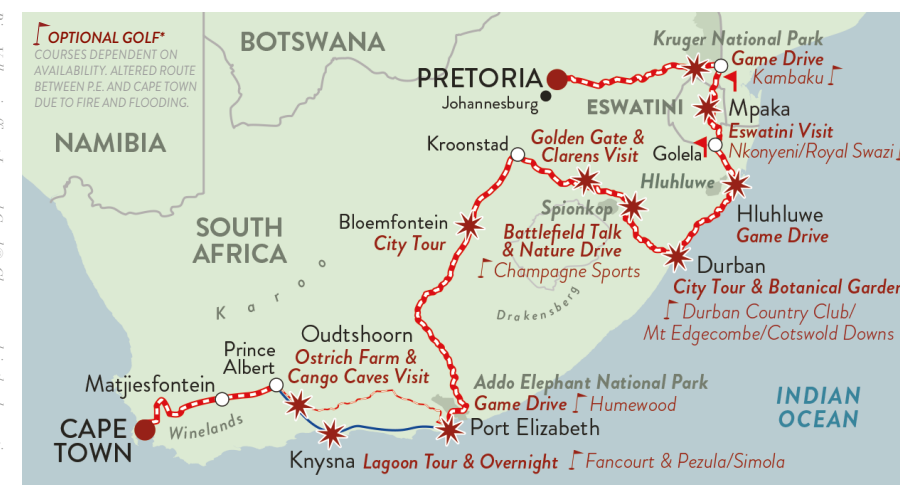 OPTIONAL GOLF*
COURSES DEPENDENT ON
AVAILABILITY. ALTERED ROUTE
BETWEEN P.E. AND CAPE TOWN
DUE TO FIRE AND FLOODING.
BOTSWANA
NAMIBIA
SOUTH
AFRICA
Karoo
PRETORIA
Johannesburg
Kruger National Park
Game Drive
Kambaku
ESWATINI
Mpaka
Eswatini Visit
Nkonyeni/Royal Swazi
Golela
Hluhluwe
Hluhluwe
Game Drive
Kroonstad
Golden Gate &
Clarens Visit
Spionkop
Battlefield Talk
& Nature Drive
Champagne Sports
Drakensberg
Durban
City Tour & Botanical Garden
Durban Country Club/
Mt Edgecombe/Cotswold Downs
Bloemfontein
City Tour
Oudtshoorn
Ostrich Farm &
Cango Caves Visit
Prince
Albert
Matjiesfontein
Winelands
CAPE
TOWN
Addo Elephant National Park
Game Drive Humewood
Port Elizabeth
Knysna Lagoon Tour & Overnight Fancourt & Pezula/Simola
INDIAN
OCEAN